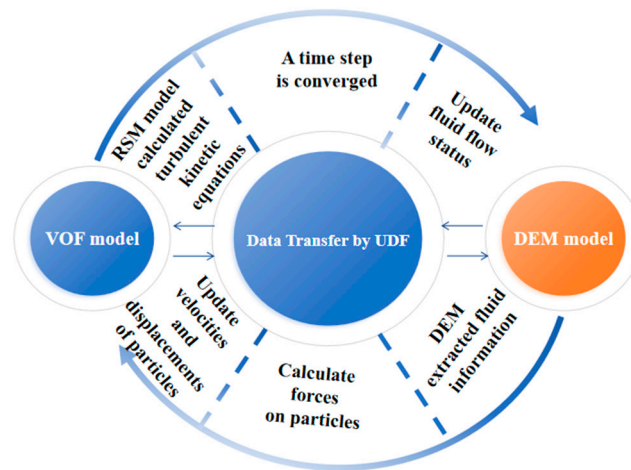 A time step
is converged
RSM model
calculated
turbulent
kinetic
equations
Update
fluid flow
status
VOF model
Data Transfer by UDF
DEM model
Update
velocities
and
displacements
of particles
Calculate
forces
on particles
DEM
extracted fluid
information